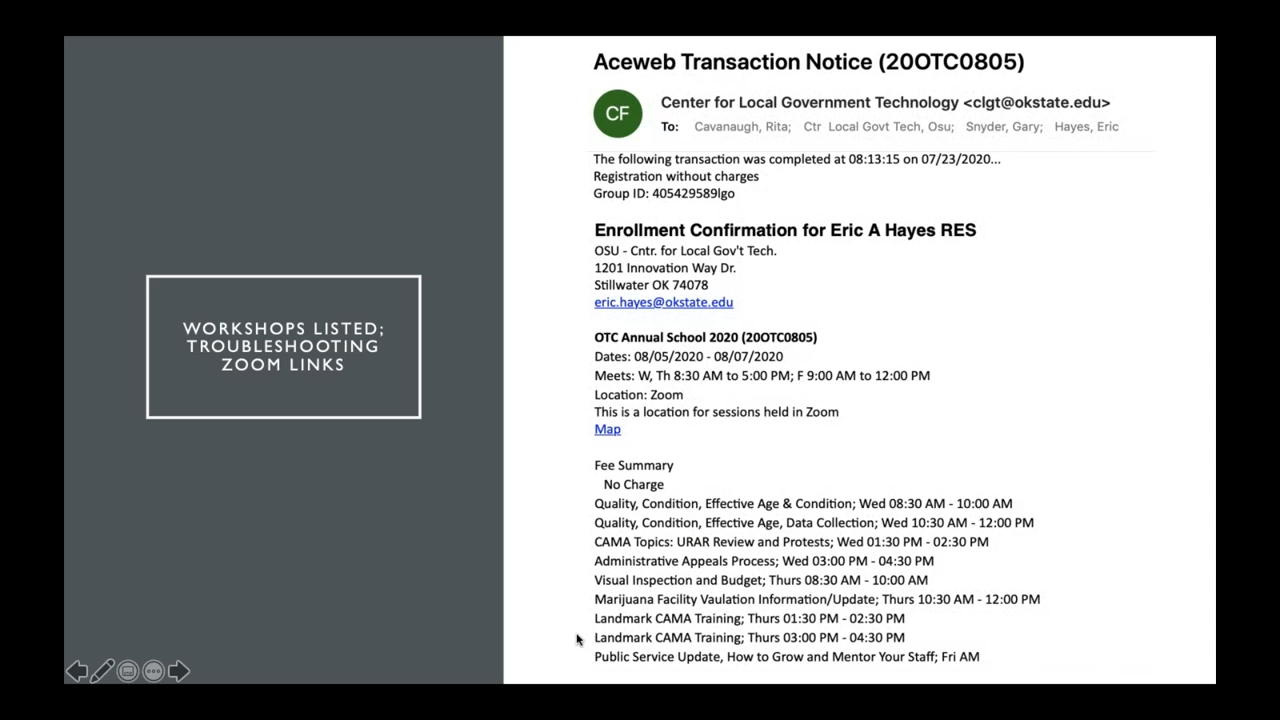 WORKSHOPS LISTED;
TROUBLESHOOTING
ZOOM LINKS
Aceweb Transaction Notice (20OTC0805)
CF
Center for Local Government Technology <clgt@okstate.edu>
To: Cavanaugh, Rita; Ctr Local Govt Tech, Osu; Snyder, Gary; Hayes, Eric
The following transaction was completed at 08:13:15 on 07/23/2020...
Registration without charges
Group ID: 405429589lgo
Enrollment Confirmation for Eric A Hayes RES
OSU - Cntr. for Local Gov't Tech.
1201 Innovation Way Dr.
Stillwater OK 74078
eric.hayes@okstate.edu
OTC Annual School 2020 (20OTC0805)
Dates: 08/05/2020 - 08/07/2020
Meets: W, Th 8:30 AM to 5:00 PM; F 9:00 AM to 12:00 PM
Location: Zoom
This is a location for sessions held in Zoom
Map
Fee Summary
No Charge
Quality, Condition, Effective Age & Condition; Wed 08:30 AM - 10:00 AM
Quality, Condition, Effective Age, Data Collection; Wed 10:30 AM - 12:00 PM
CAMA Topics: URAR Review and Protests; Wed 01:30 PM - 02:30 PM
Administrative Appeals Process; Wed 03:00 PM - 04:30 PM
Visual Inspection and Budget; Thurs 08:30 AM - 10:00 AM
Marijuana Facility Vaulation Information/Update; Thurs 10:30 AM - 12:00 PM
Landmark CAMA Training; Thurs 01:30 PM - 02:30 PM
Landmark CAMA Training; Thurs 03:00 PM - 04:30 PM
Public Service Update, How to Grow and Mentor Your Staff; Fri AM